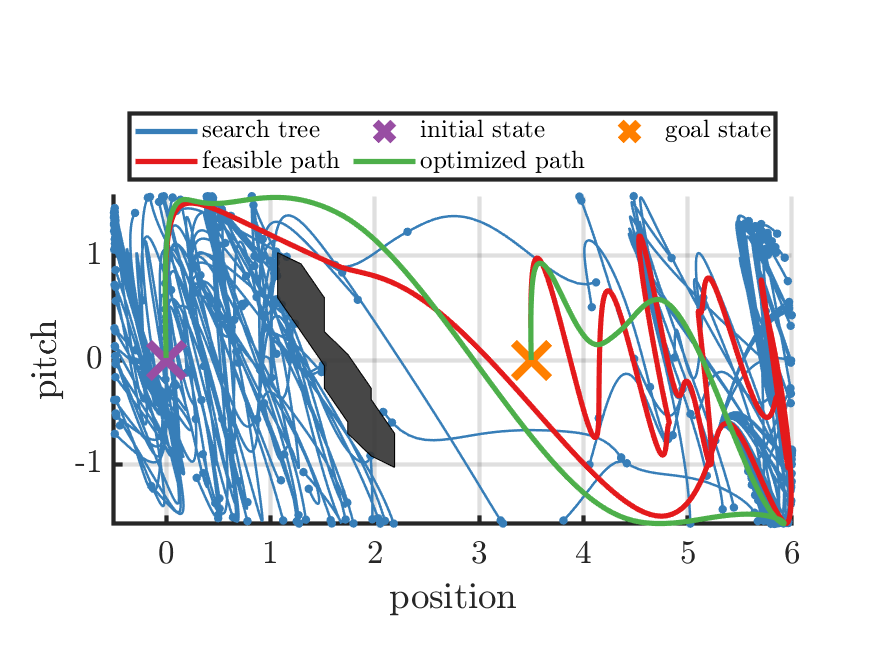 search tree initial state goal state
feasible path optimized path
1
0
-1
pitch
0 1 2 3 4 5 6
position